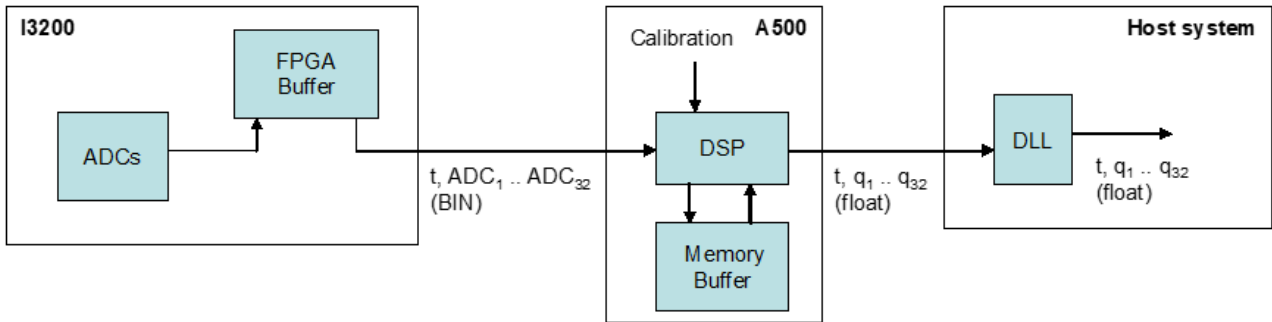 I3200
FPGA
Buffer
ADCs
t, ADC₁ .. ADC₃₂
(BIN)
A500
Calibration
DSP
Memory
Buffer
t, q₁ .. q₃₂
(float)
Host system
DLL
t, q₁ .. q₃₂
(float)